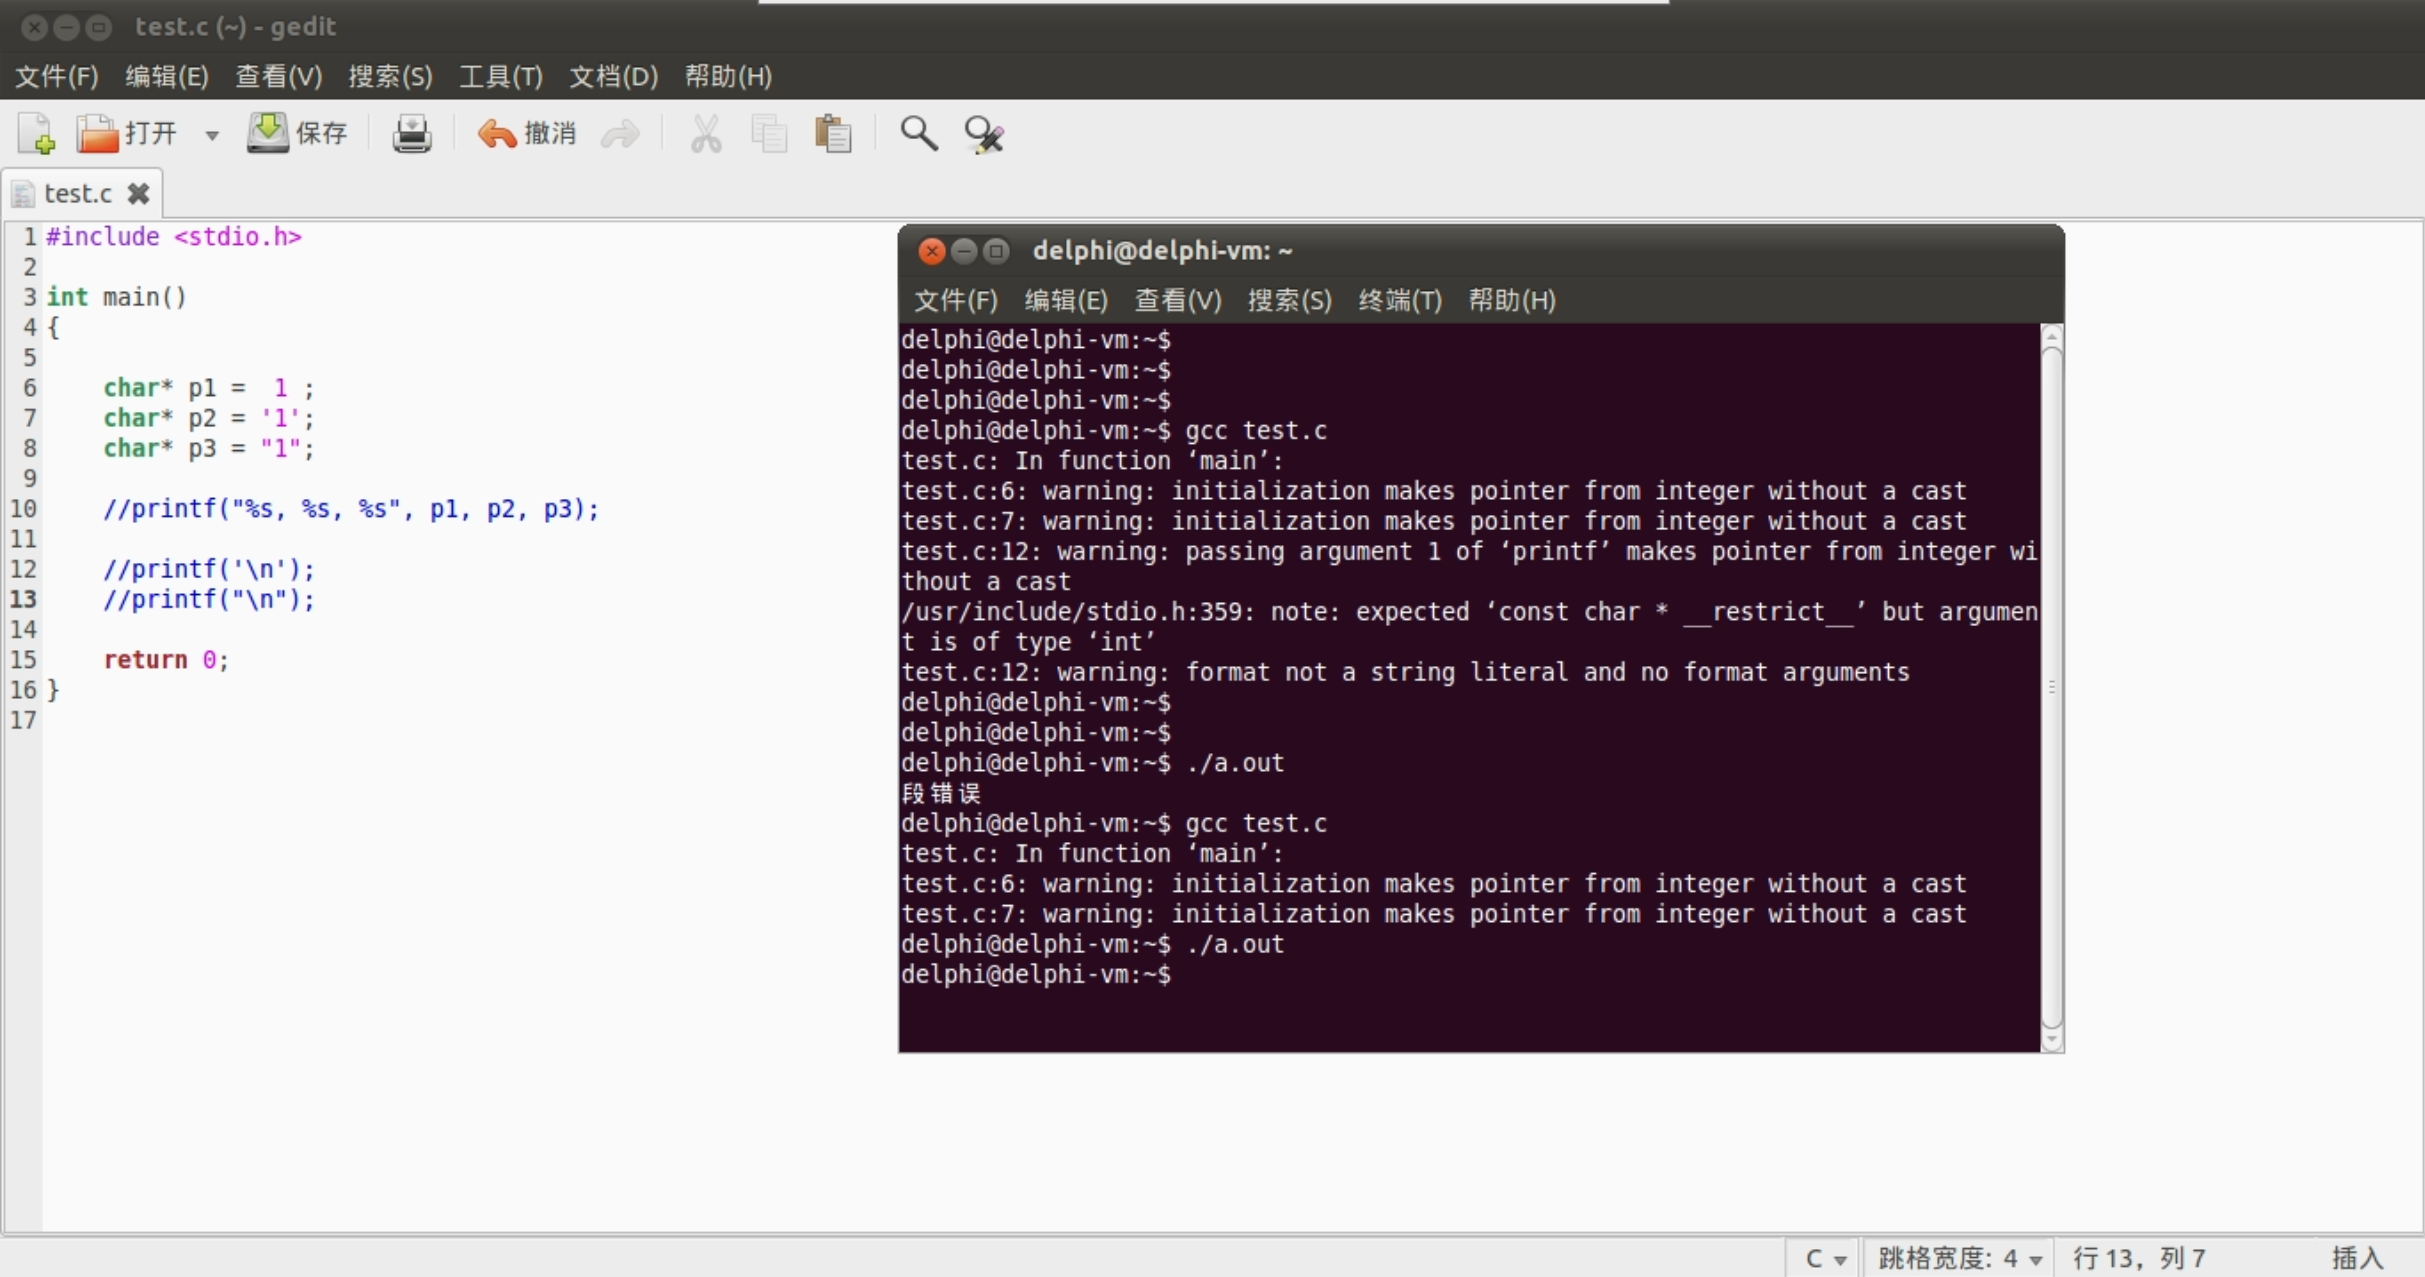 test.c (~) - gedit
文件(F) 编辑(E) 查看(V) 搜索(S) 工具(T) 文档(D) 帮助(H)
打开 保存 撤消
test.c
1 #include <stdio.h>
2
3 int main()
4 {
5
6     char* p1 =  1 ;
7     char* p2 = '1';
8     char* p3 = "1";
9
10     //printf("%s, %s, %s", p1, p2, p3);
11
12     //printf('\n');
13     //printf("\n");
14
15     return 0;
16 }
17
delphi@delphi-vm: ~
文件(F) 编辑(E) 查看(V) 搜索(S) 终端(T) 帮助(H)
delphi@delphi-vm:~$
delphi@delphi-vm:~$
delphi@delphi-vm:~$
delphi@delphi-vm:~$ gcc test.c
test.c: In function ‘main’:
test.c:6: warning: initialization makes pointer from integer without a cast
test.c:7: warning: initialization makes pointer from integer without a cast
test.c:12: warning: passing argument 1 of ‘printf’ makes pointer from integer wi
thout a cast
/usr/include/stdio.h:359: note: expected ‘const char * __restrict__’ but argumen
t is of type ‘int’
test.c:12: warning: format not a string literal and no format arguments
delphi@delphi-vm:~$
delphi@delphi-vm:~$
delphi@delphi-vm:~$ ./a.out
段错误
delphi@delphi-vm:~$ gcc test.c
test.c: In function ‘main’:
test.c:6: warning: initialization makes pointer from integer without a cast
test.c:7: warning: initialization makes pointer from integer without a cast
delphi@delphi-vm:~$ ./a.out
delphi@delphi-vm:~$
C 跳格宽度: 4 行 13，列 7 插入